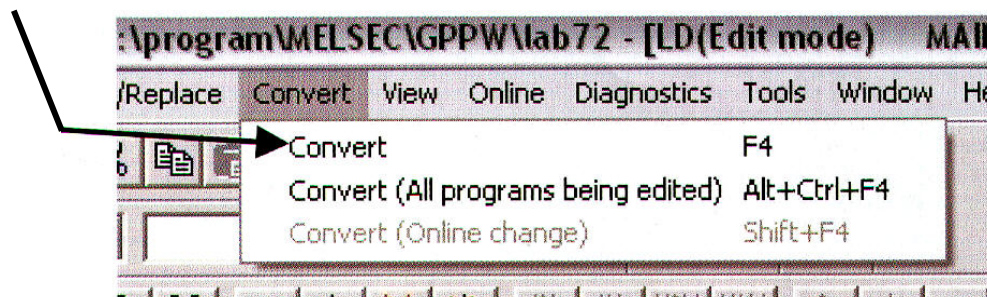 :\program\MELSEC\GPPW\lab72 - [LD(Edit mode)
/Replace Convert View Online Diagnostics Tools Window
Convert F4
Convert (All programs being edited) Alt+Ctrl+F4
Convert (Online change) Shift+F4